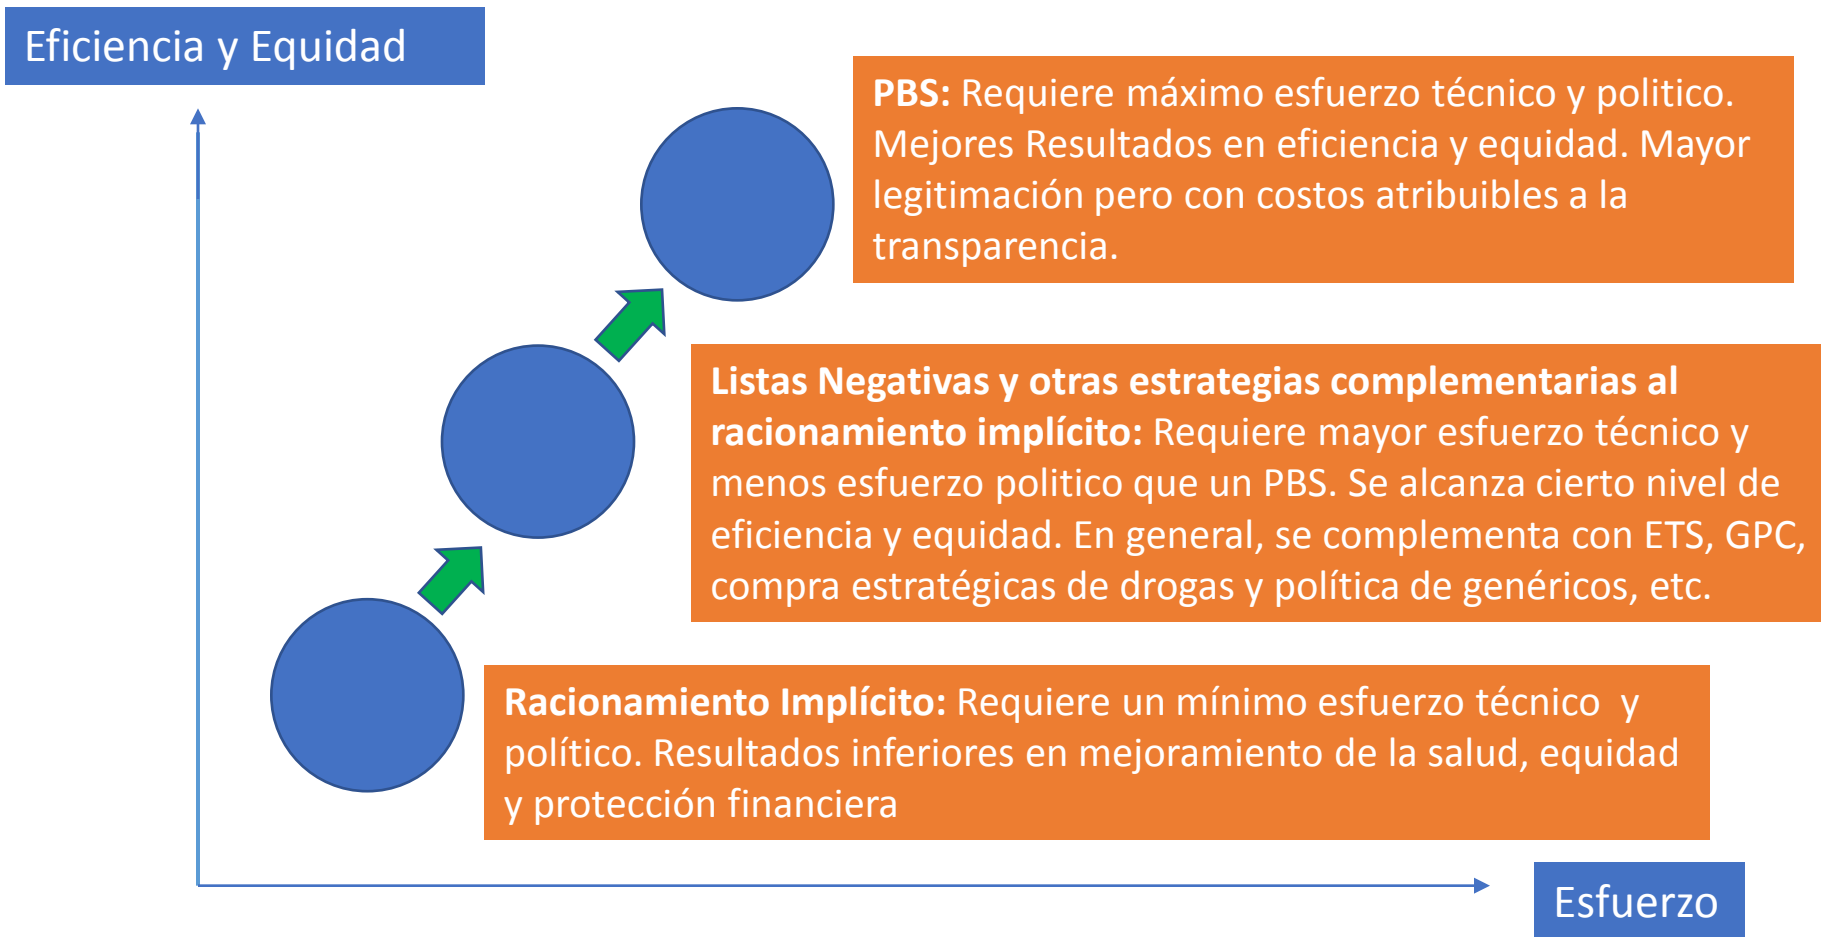 Eficiencia y Equidad
PBS: Requiere máximo esfuerzo técnico y politico.
Mejores Resultados en eficiencia y equidad. Mayor
legitimación pero con costos atribuibles a la
transparencia.
Listas Negativas y otras estrategias complementarias al
racionamiento implícito: Requiere mayor esfuerzo técnico y
menos esfuerzo politico que un PBS. Se alcanza cierto nivel de
eficiencia y equidad. En general, se complementa con ETS, GPC,
compra estratégicas de drogas y política de genéricos, etc.
Racionamiento Implícito: Requiere un mínimo esfuerzo técnico y
político. Resultados inferiores en mejoramiento de la salud, equidad
y protección financiera
Esfuerzo